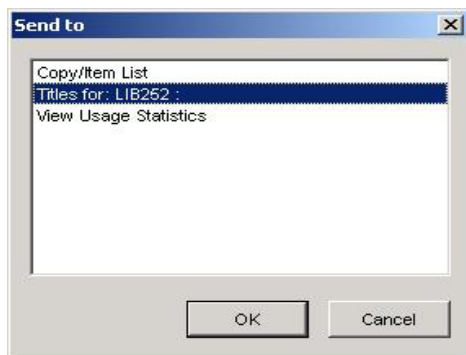 Send to
Copy/Item List
Titles for: LIB252 :
View Usage Statistics
OK
Cancel